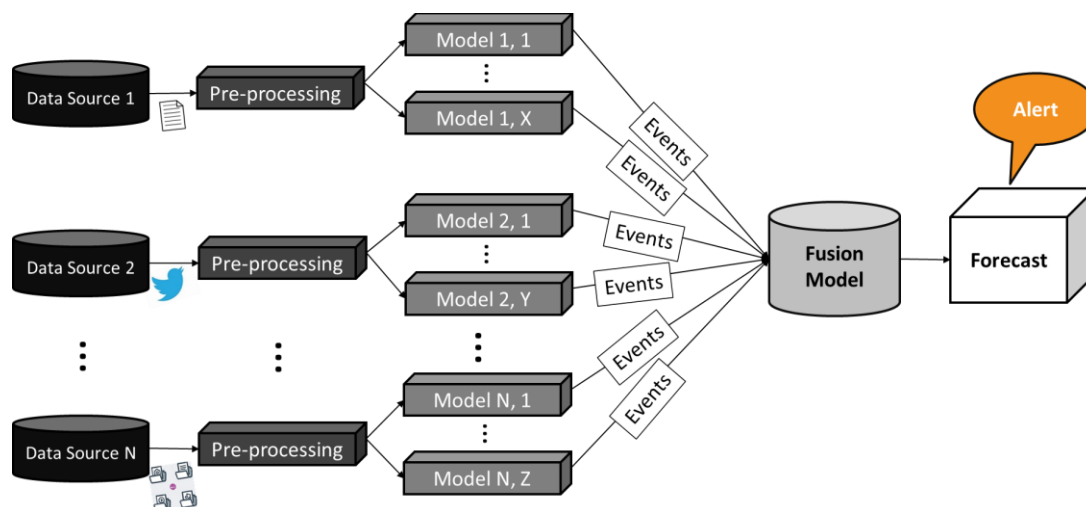 Data Source 1
Pre-processing
Model 1, 1
Model 1, X
Events
Events
Data Source 2
Pre-processing
Model 2, 1
Model 2, Y
Events
Events
Data Source N
Pre-processing
Model N, 1
Model N, Z
Events
Events
Fusion
Model
Forecast
Alert